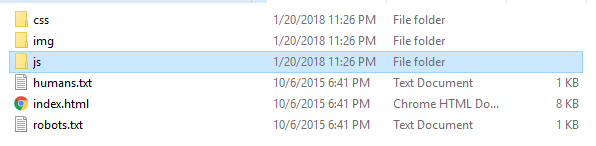 css 1/20/2018 11:26 PM File folder
img 1/20/2018 11:26 PM File folder
js 1/20/2018 11:26 PM File folder
humans.txt 10/6/2015 6:41 PM Text Document 1 KB
index.html 10/6/2015 6:41 PM Chrome HTML Do... 8 KB
robots.txt 10/6/2015 6:41 PM Text Document 1 KB